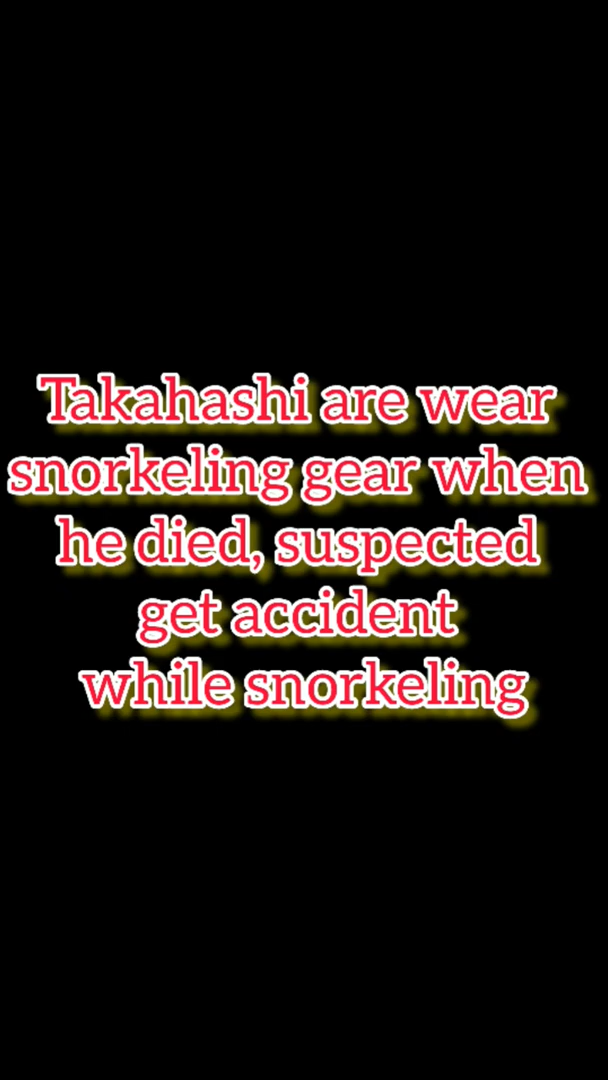 Takahashi are wear
snorkeling gear when
he died, suspected
get accident
while snorkeling